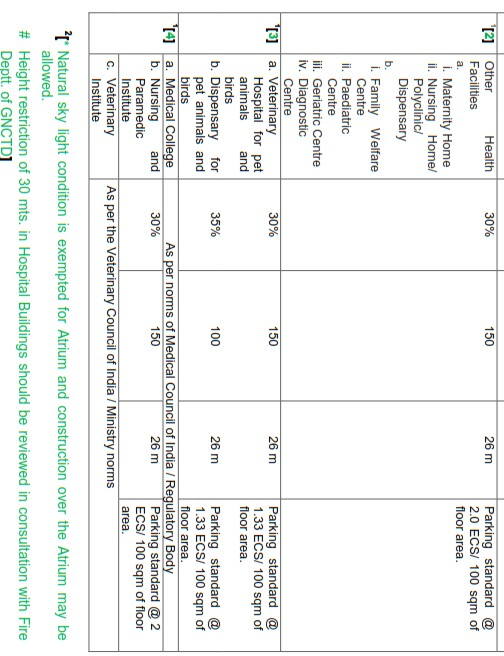 ¹[2] Other Health Facilities 30% 150 26 m Parking standard @ 2.0 ECS/ 100 sqm of floor area.
a.
i. Maternity Home
ii. Nursing Home/ Polyclinic/ Dispensary
b.
i. Family Welfare Centre
ii. Paediatric Centre
iii. Geriatric Centre
iv. Diagnostic Centre
¹[3] a. Veterinary Hospital for pet animals and birds 30% 150 26 m Parking standard @ 1.33 ECS/ 100 sqm of floor area.
b. Dispensary for pet animals and birds 35% 100 26 m Parking standard @ 1.33 ECS/ 100 sqm of floor area.
¹[4] a. Medical College As per norms of Medical Council of India / Regulatory Body
b. Nursing and Paramedic Institute 30% 150 26 m Parking standard @ 2 ECS/ 100 sqm of floor area.
c. Veterinary Institute As per the Veterinary Council of India / Ministry norms
²[* Natural sky light condition is exempted for Atrium and construction over the Atrium may be
allowed.
# Height restriction of 30 mts. in Hospital Buildings should be reviewed in consultation with Fire
Deptt. of GNCTD]